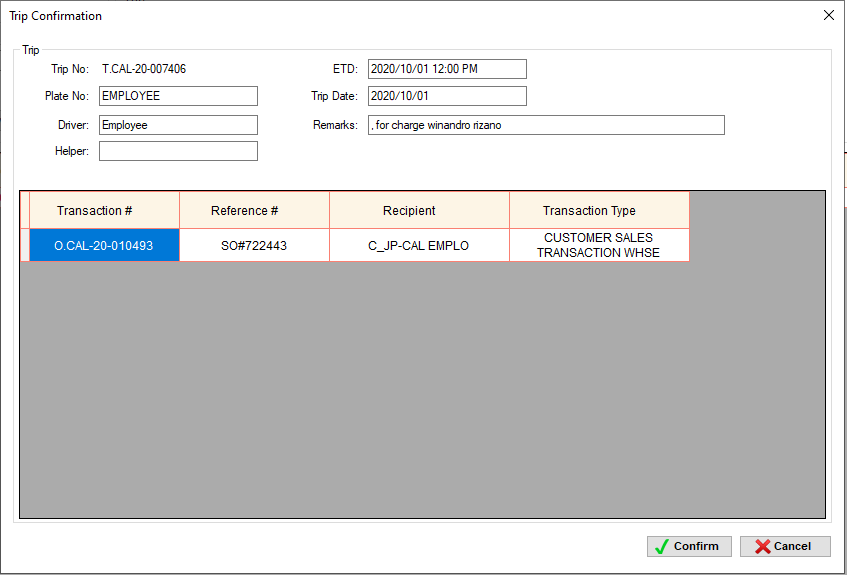 Trip Confirmation
Trip
Trip No: T.CAL-20-007406
ETD: 2020/10/01 12:00 PM
Plate No: EMPLOYEE
Trip Date: 2020/10/01
Driver: Employee
Remarks: , for charge winandro rizano
Helper:
Transaction # Reference # Recipient Transaction Type
O.CAL-20-010493 SO#722443 C_JP-CAL EMPLO CUSTOMER SALES
TRANSACTION WHSE
Confirm Cancel